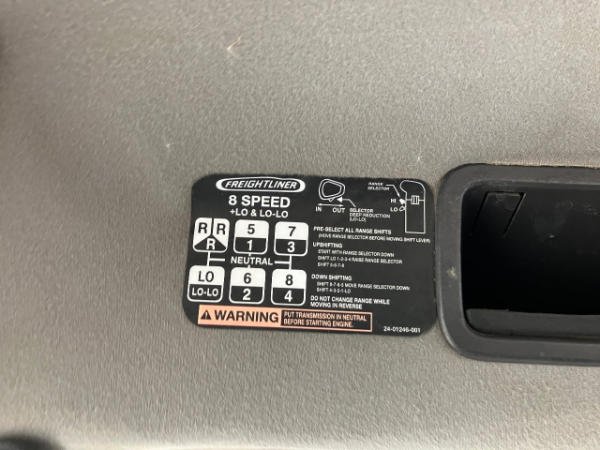 FREIGHTLINER
8 SPEED
+LO & LO-LO
R R
R
5
1
7
3
NEUTRAL
LO
LO-LO
6
2
8
4
IN OUT
SELECTOR
DEEP REDUCTION
(LO-LO)
RANGE
SELECTOR
HI
LO
PRE-SELECT ALL RANGE SHIFTS
(MOVE RANGE SELECTOR BEFORE MOVING SHIFT LEVER)
UPSHIFTING
START WITH RANGE SELECTOR DOWN
SHIFT LO 1-2-3-4 RAISE RANGE SELECTOR
SHIFT 5-6-7-8
DOWN SHIFTING
SHIFT 8-7-6-5 MOVE RANGE SELECTOR DOWN
SHIFT 4-3-2-1-LO
DO NOT CHANGE RANGE WHILE
MOVING IN REVERSE
WARNING
PUT TRANSMISSION IN NEUTRAL
BEFORE STARTING ENGINE.
24-01246-001